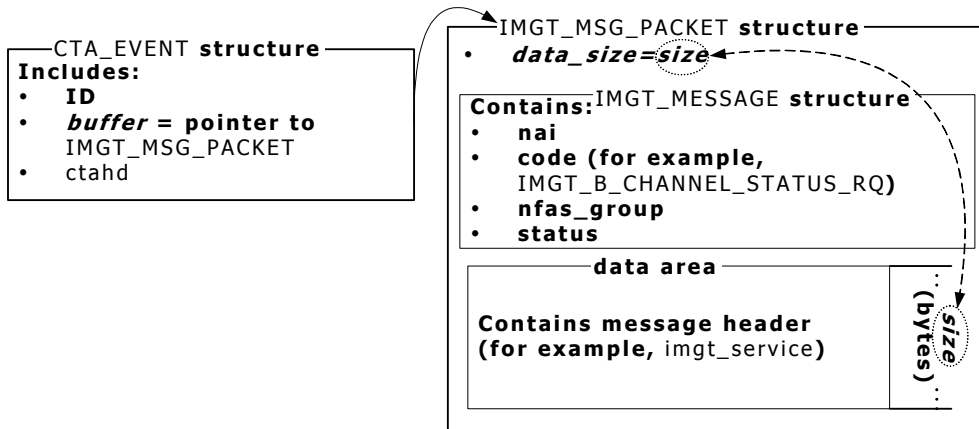 CTA_EVENT structure
Includes:
• ID
• buffer = pointer to
IMGT_MSG_PACKET
• ctahd
IMGT_MSG_PACKET structure
• data_size=size
IMGT_MESSAGE structure
Contains:
• nai
• code (for example,
IMGT_B_CHANNEL_STATUS_RQ)
• nfas_group
• status
data area
Contains message header
(for example, imgt_service)
size
...(bytes)...